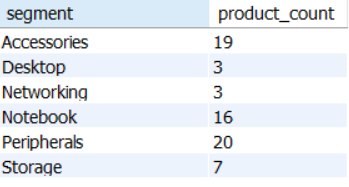 segment product_count
Accessories 19
Desktop 3
Networking 3
Notebook 16
Peripherals 20
Storage 7